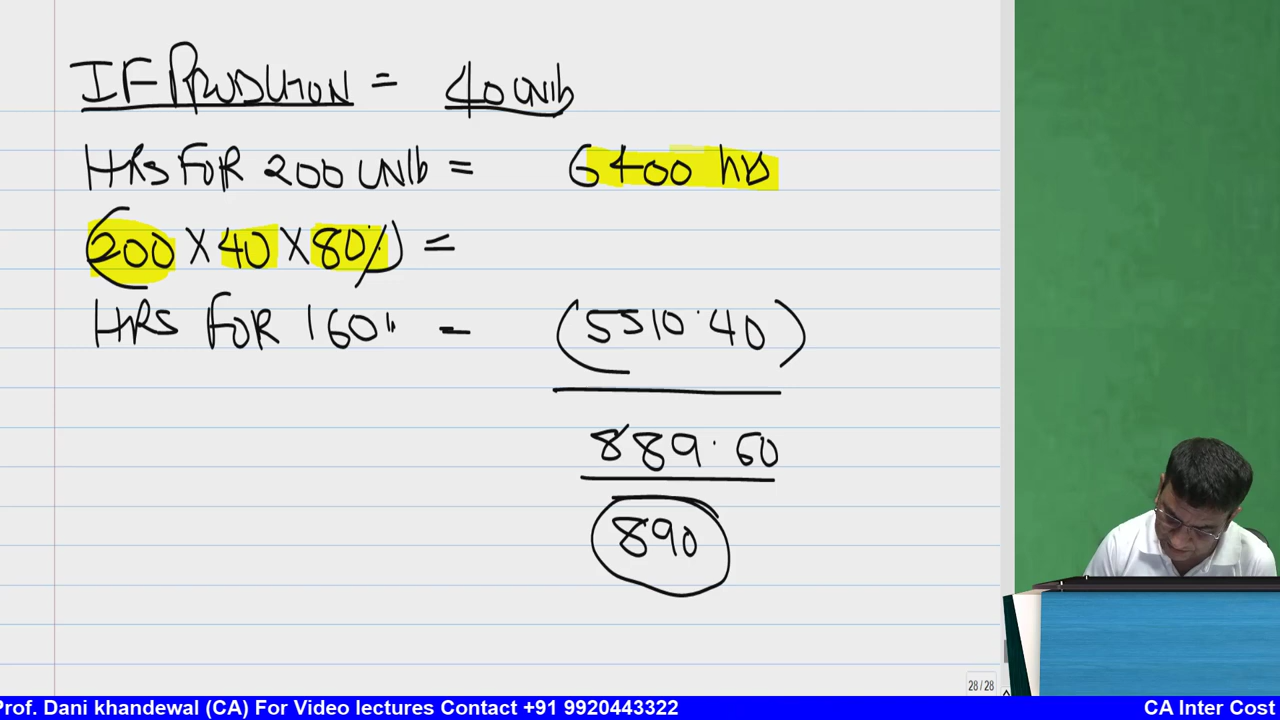 IF PRODUCTION = 40 units
HRS FOR 200 UNITS = 6400 hrs
(200 X 40 X 80%) =
HRS FOR 160 " - (5510.40)
889.60
890
28/28
Prof. Dani khandewal (CA) For Video lectures Contact +91 9920443322
CA Inter Cost